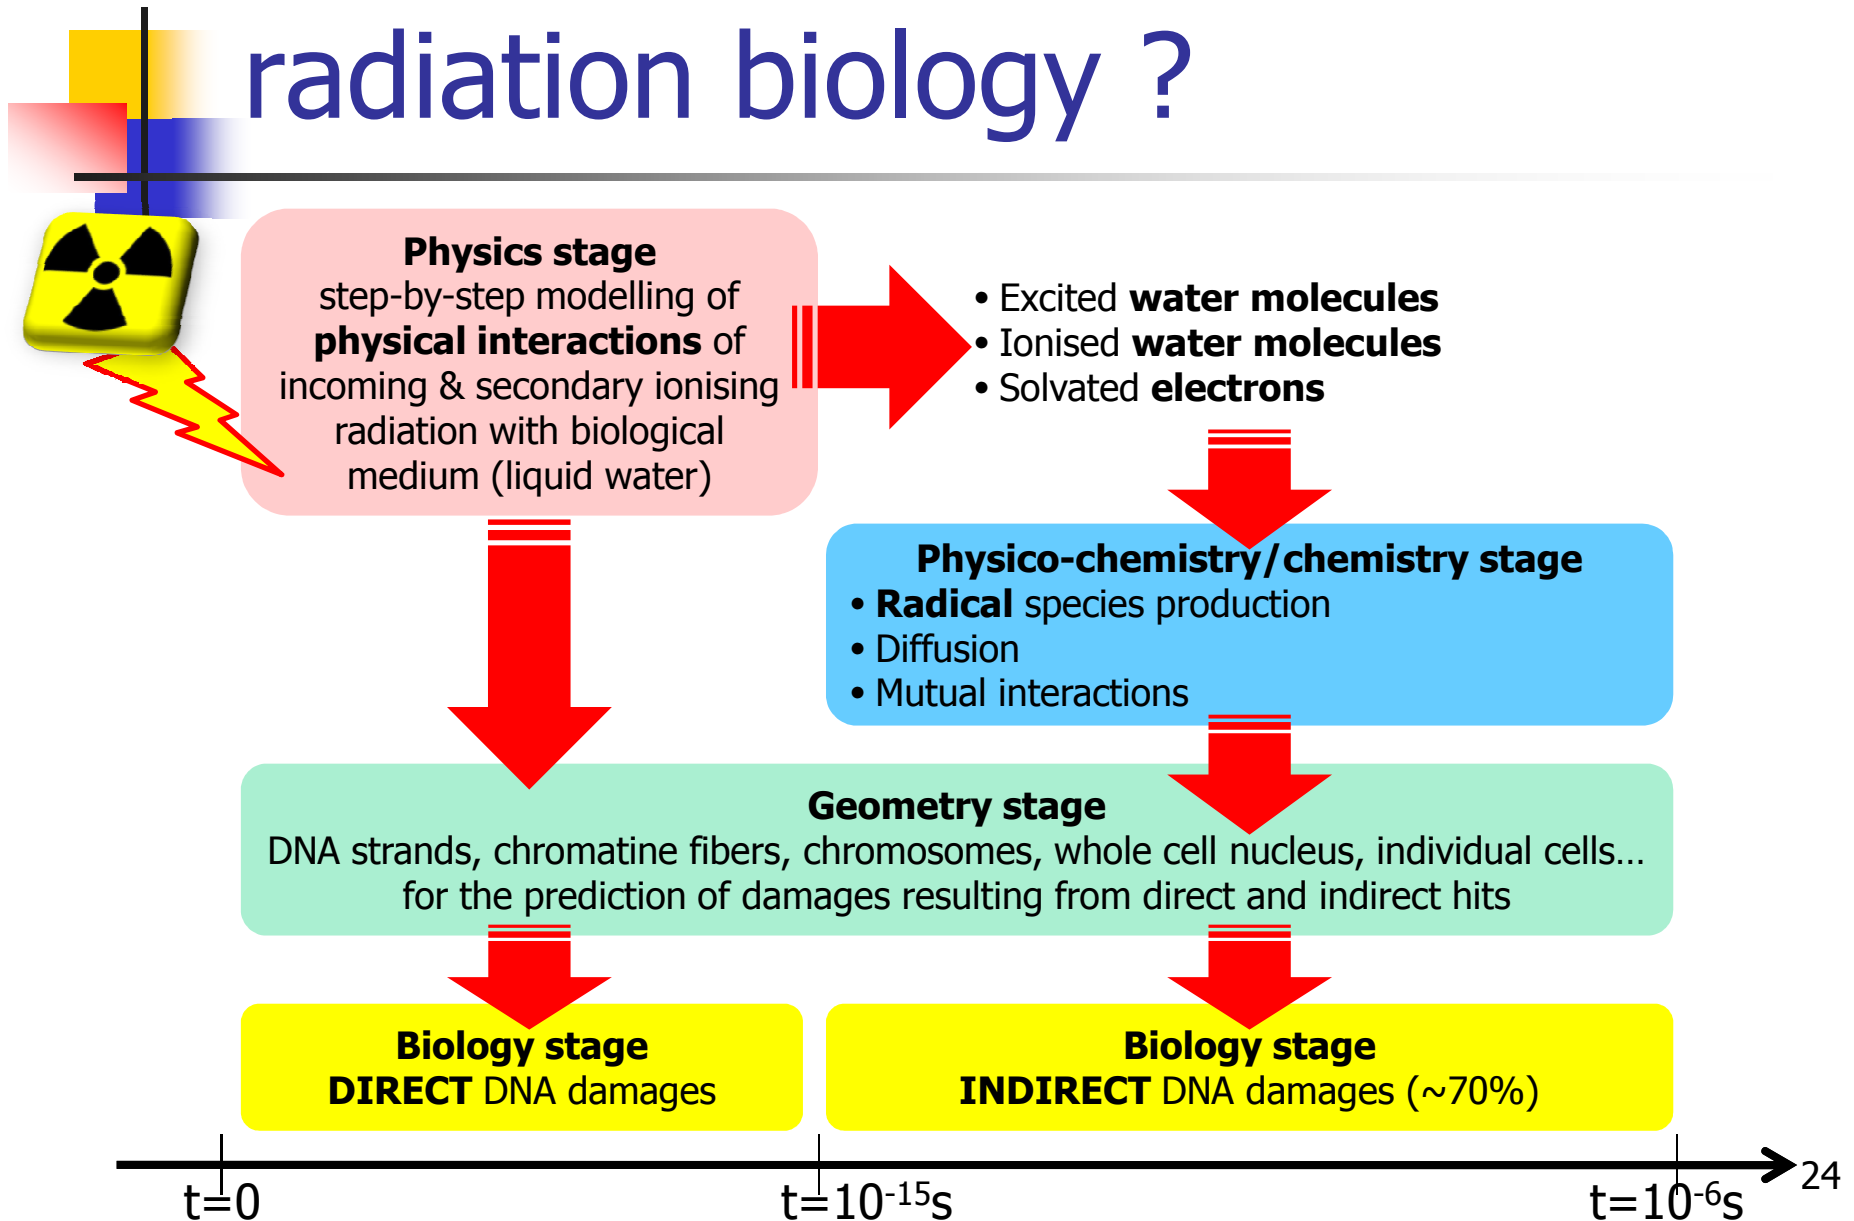 radiation biology ?
Physics stage
step-by-step modelling of
physical interactions of
incoming & secondary ionising
radiation with biological
medium (liquid water)
• Excited water molecules
• Ionised water molecules
• Solvated electrons
Physico-chemistry/chemistry stage
• Radical species production
• Diffusion
• Mutual interactions
Geometry stage
DNA strands, chromatine fibers, chromosomes, whole cell nucleus, individual cells...
for the prediction of damages resulting from direct and indirect hits
Biology stage
DIRECT DNA damages
Biology stage
INDIRECT DNA damages (~70%)
t=0
t=10⁻¹⁵s
t=10⁻⁶s
24